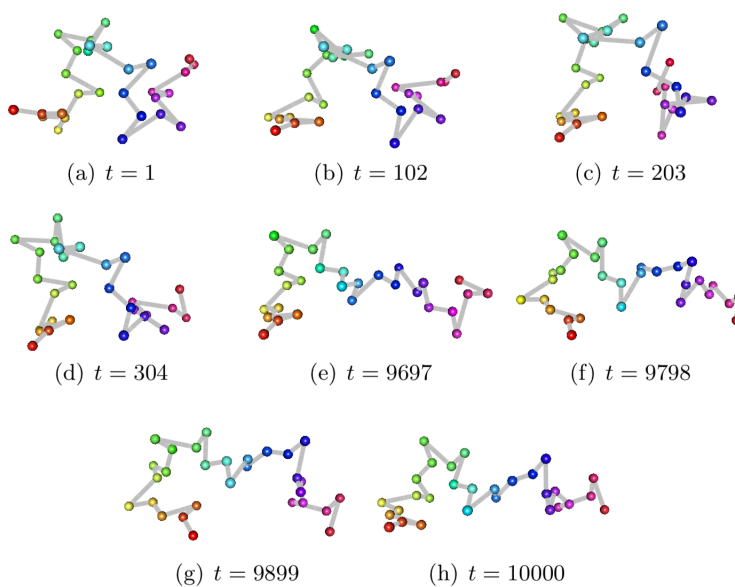 (a) t = 1
(b) t = 102
(c) t = 203
(d) t = 304
(e) t = 9697
(f) t = 9798
(g) t = 9899
(h) t = 10000